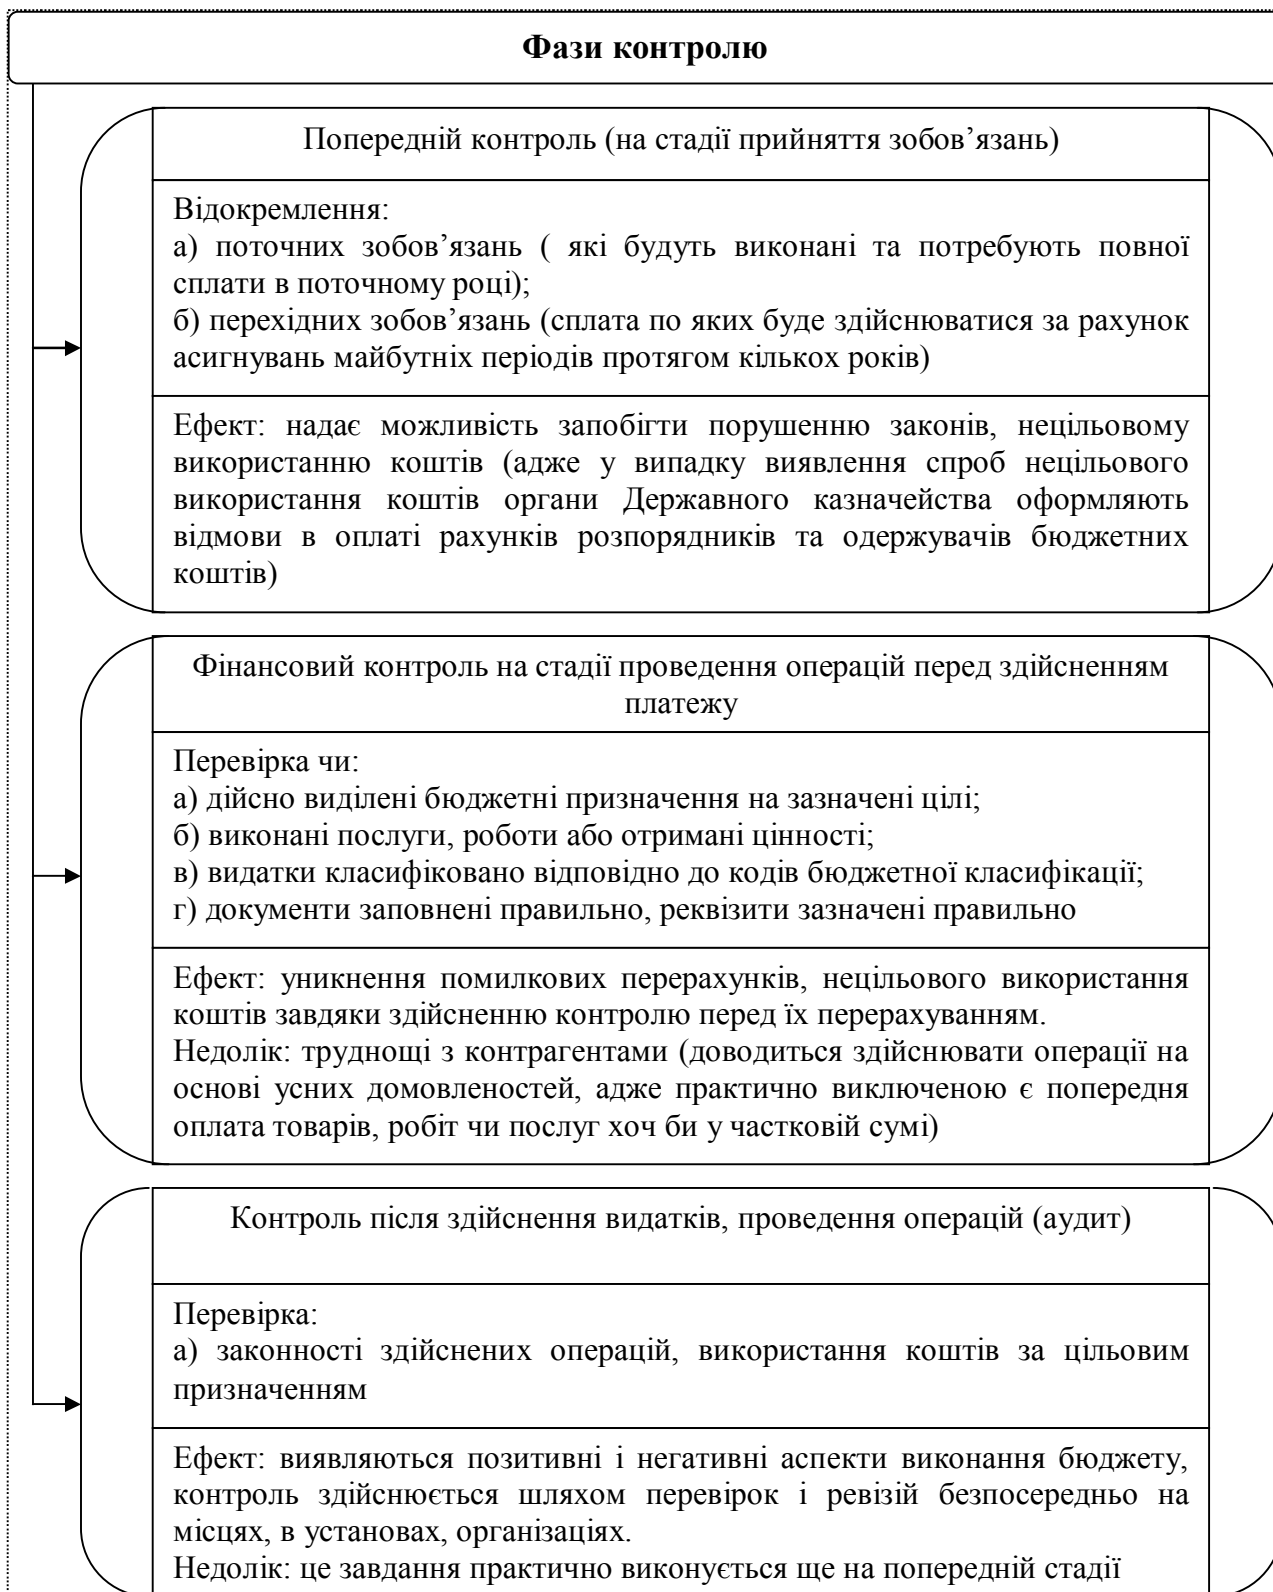 Фази контролю
Попередній контроль (на стадії прийняття зобов’язань)
Відокремлення:
а) поточних зобов’язань ( які будуть виконані та потребують повної
сплати в поточному році);
б) перехідних зобов’язань (сплата по яких буде здійснюватися за рахунок
асигнувань майбутніх періодів протягом кількох років)
Ефект: надає можливість запобігти порушенню законів, нецільовому
використанню коштів (адже у випадку виявлення спроб нецільового
використання коштів органи Державного казначейства оформляють
відмови в оплаті рахунків розпорядників та одержувачів бюджетних
коштів)
Фінансовий контроль на стадії проведення операцій перед здійсненням
платежу
Перевірка чи:
а) дійсно виділені бюджетні призначення на зазначені цілі;
б) виконані послуги, роботи або отримані цінності;
в) видатки класифіковано відповідно до кодів бюджетної класифікації;
г) документи заповнені правильно, реквізити зазначені правильно
Ефект: уникнення помилкових перерахунків, нецільового використання
коштів завдяки здійсненню контролю перед їх перерахуванням.
Недолік: труднощі з контрагентами (доводиться здійснювати операції на
основі усних домовленостей, адже практично виключеною є попередня
оплата товарів, робіт чи послуг хоч би у частковій сумі)
Контроль після здійснення видатків, проведення операцій (аудит)
Перевірка:
а) законності здійснених операцій, використання коштів за цільовим
призначенням
Ефект: виявляються позитивні і негативні аспекти виконання бюджету,
контроль здійснюється шляхом перевірок і ревізій безпосередньо на
місцях, в установах, організаціях.
Недолік: це завдання практично виконується ще на попередній стадії